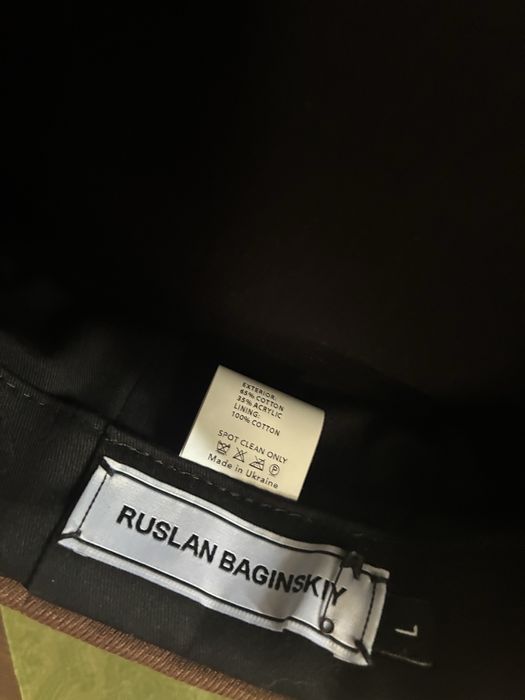 EXTERIOR:
65% COTTON
35% ACRYLIC
LINING:
100% COTTON
SPOT CLEAN ONLY
P
Made in Ukraine
RUSLAN BAGINSKIY
L